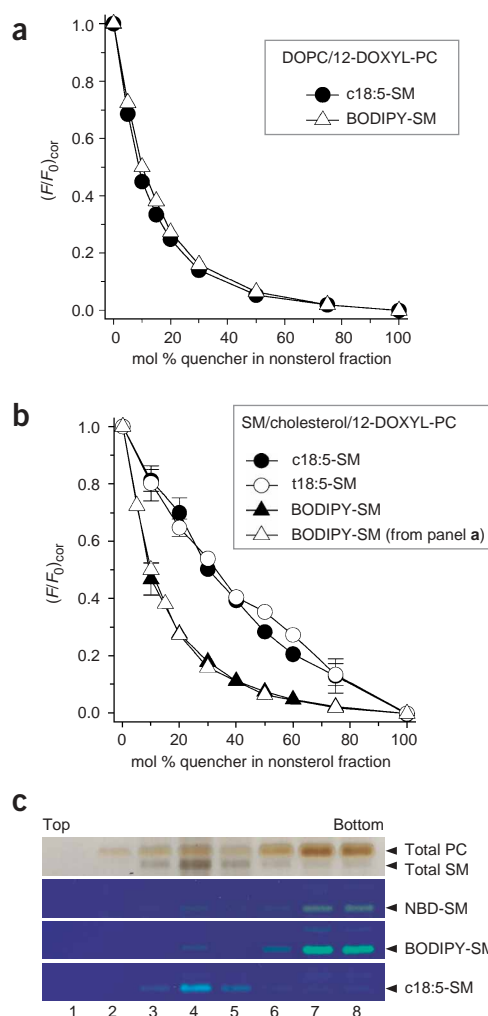 a
DOPC/12-DOXYL-PC
c18:5-SM
BODIPY-SM
(F/F0)cor
1.0
0.8
0.6
0.4
0.2
0.0
0 20 40 60 80 100
mol % quencher in nonsterol fraction
b
SM/cholesterol/12-DOXYL-PC
c18:5-SM
t18:5-SM
BODIPY-SM
BODIPY-SM (from panel a)
(F/F0)cor
1.0
0.8
0.6
0.4
0.2
0.0
0 20 40 60 80 100
mol % quencher in nonsterol fraction
c
Top Bottom
Total PC
Total SM
NBD-SM
BODIPY-SM
c18:5-SM
1 2 3 4 5 6 7 8